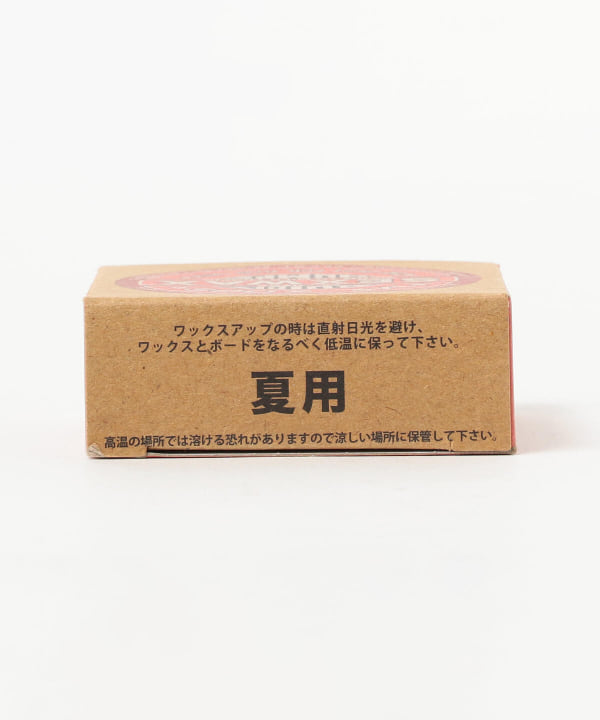 ワックスアップの時は直射日光を避け、
ワックスとボードをなるべく低温に保って下さい。
夏用
高温の場所では溶ける恐れがありますので涼しい場所に保管して下さい。